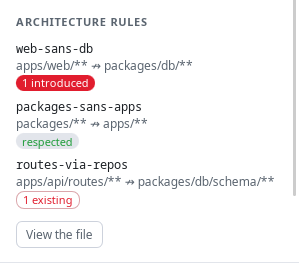 ARCHITECTURE RULES
web-sans-db
apps/web/** ↛ packages/db/**
1 introduced
packages-sans-apps
packages/** ↛ apps/**
respected
routes-via-repos
apps/api/routes/** ↛ packages/db/schema/**
1 existing
View the file